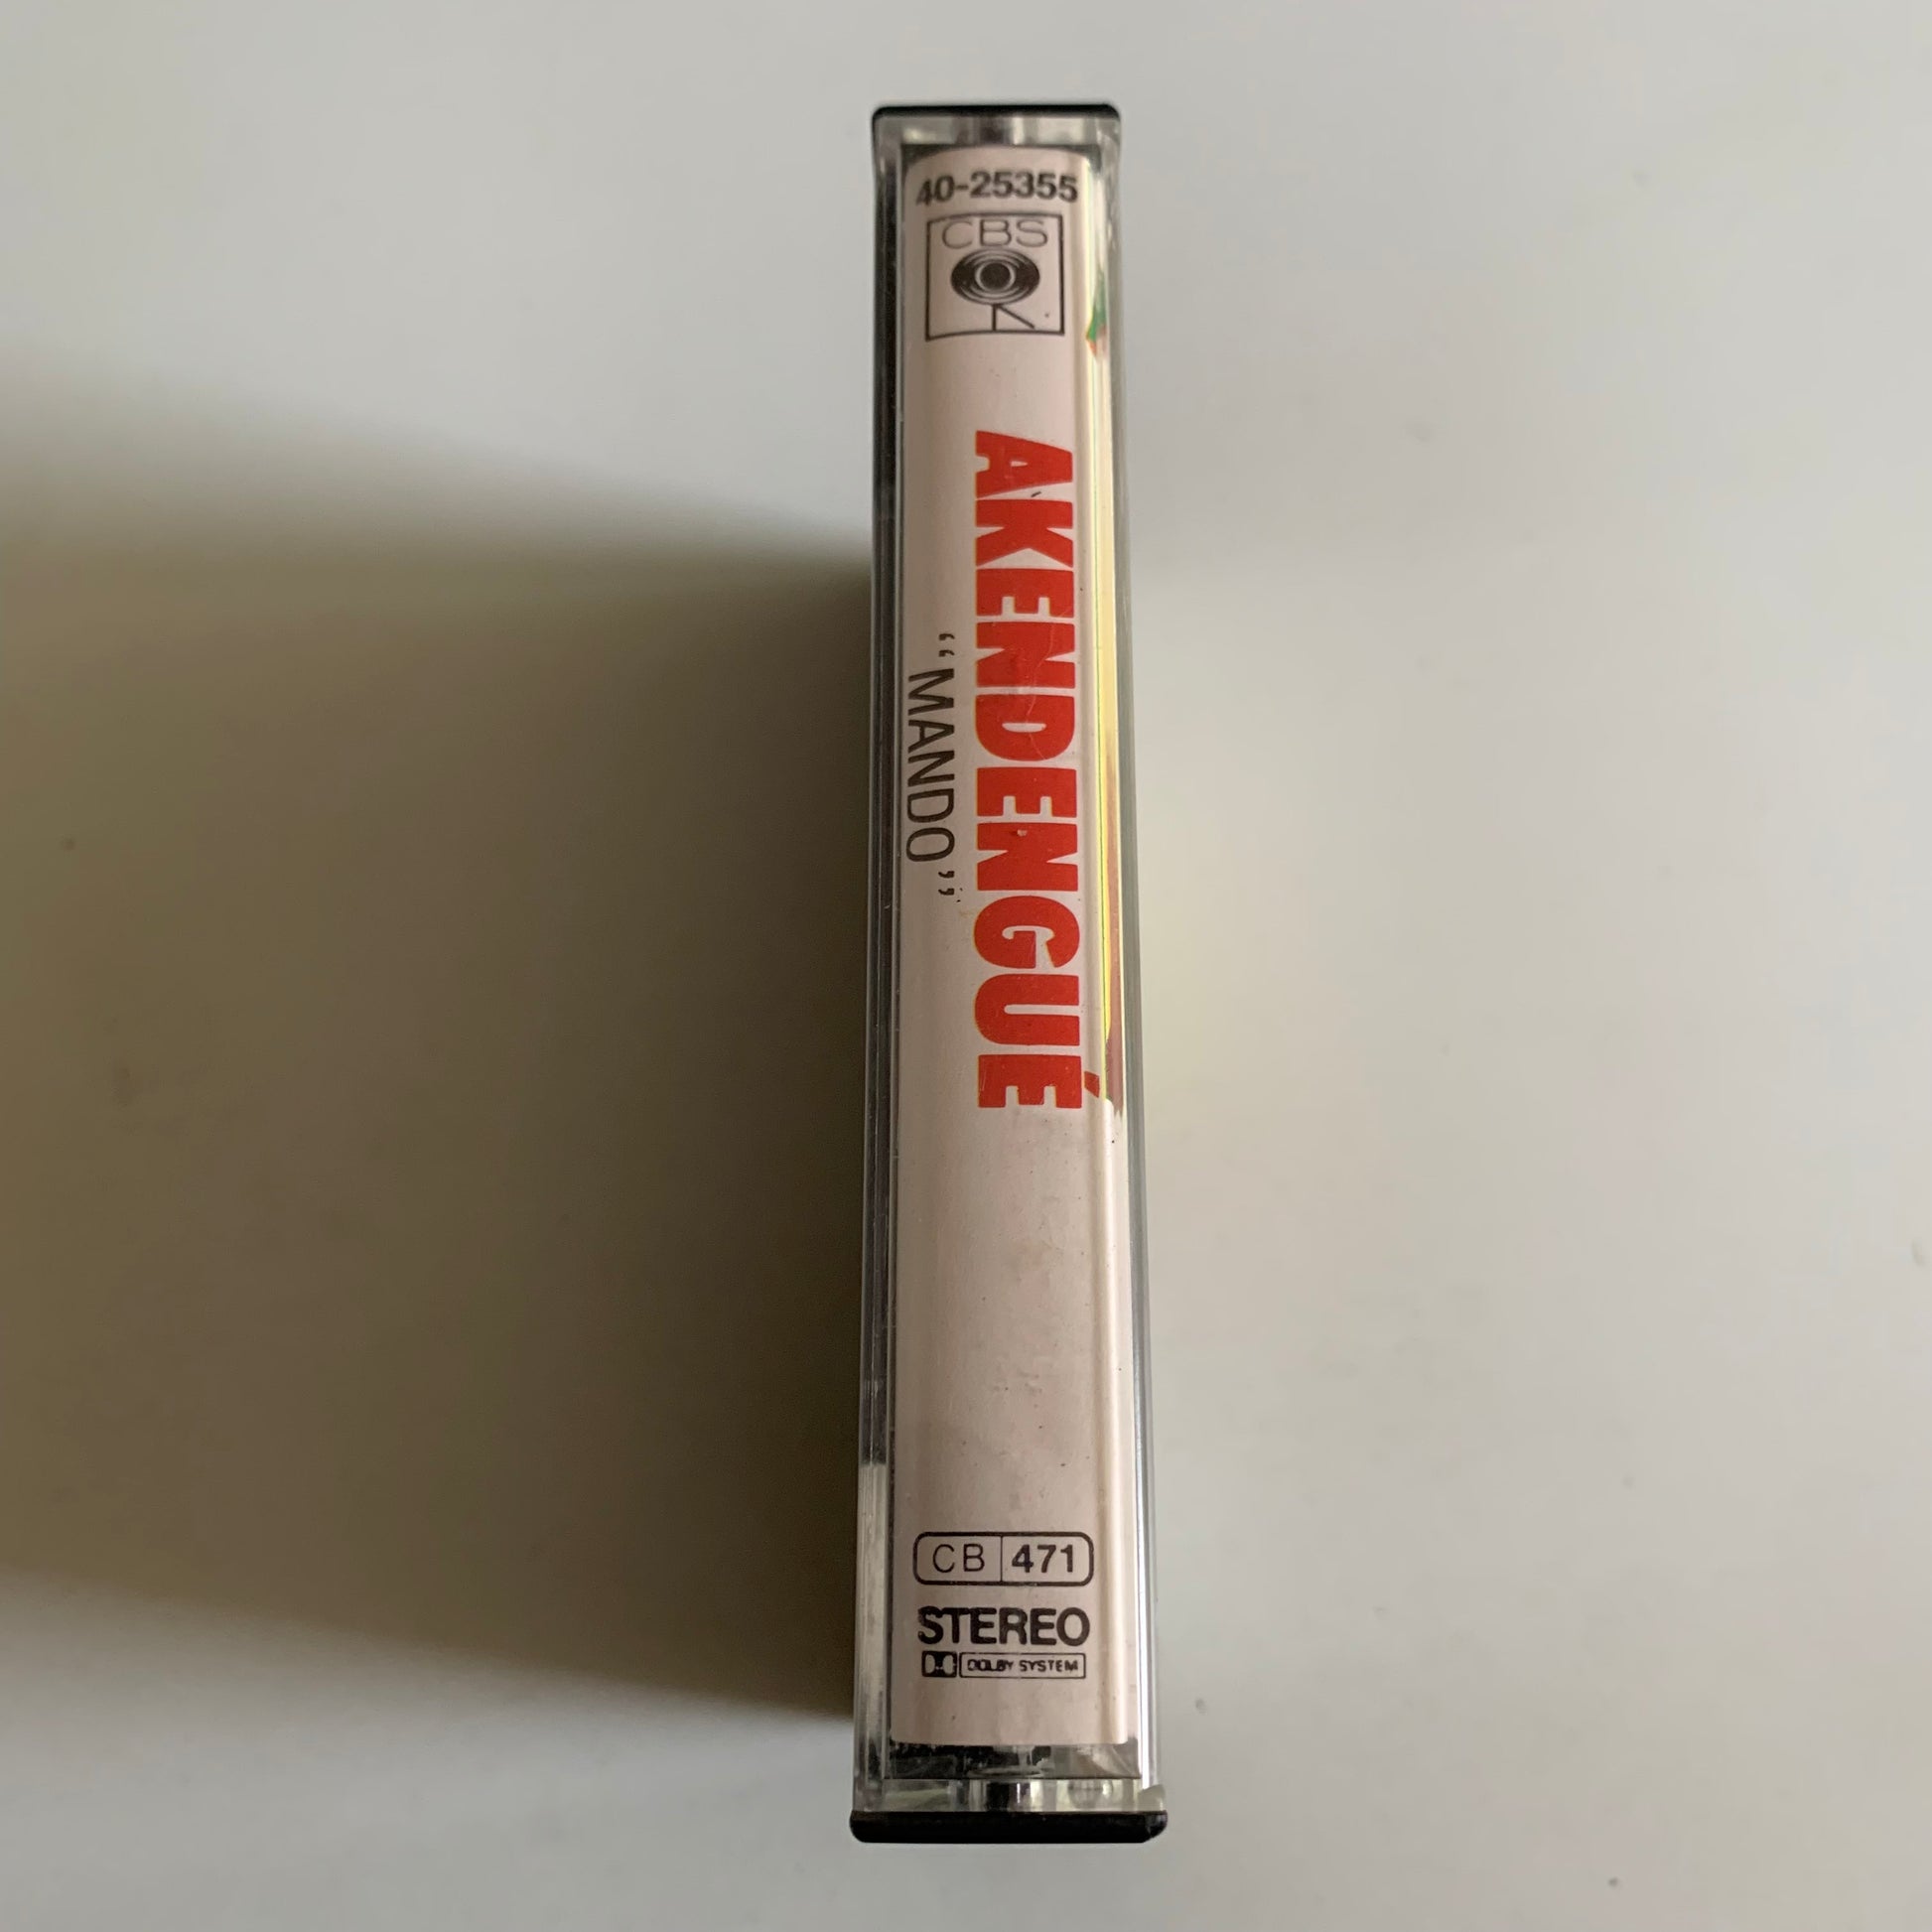 40-25355
CBS
AKENDENGUÉ
“MANDO”
CB 471
STEREO
DOLBY SYSTEM